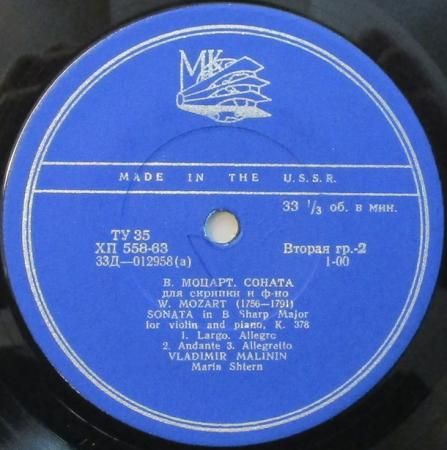 МК
MADE IN THE U.S.S.R.
33 1/3 об. в мин.
ТУ 35
ХП 558-63
33Д—012958(а)
Вторая гр.-2
1-00
В. МОЦАРТ. СОНАТА
для скрипки и ф-но
W. MOZART (1756—1791)
SONATA in B Sharp Major
for violin and piano, K. 378
1. Largo. Allegro
2. Andante 3. Allegretto
VLADIMIR MALININ
Maria Shtern